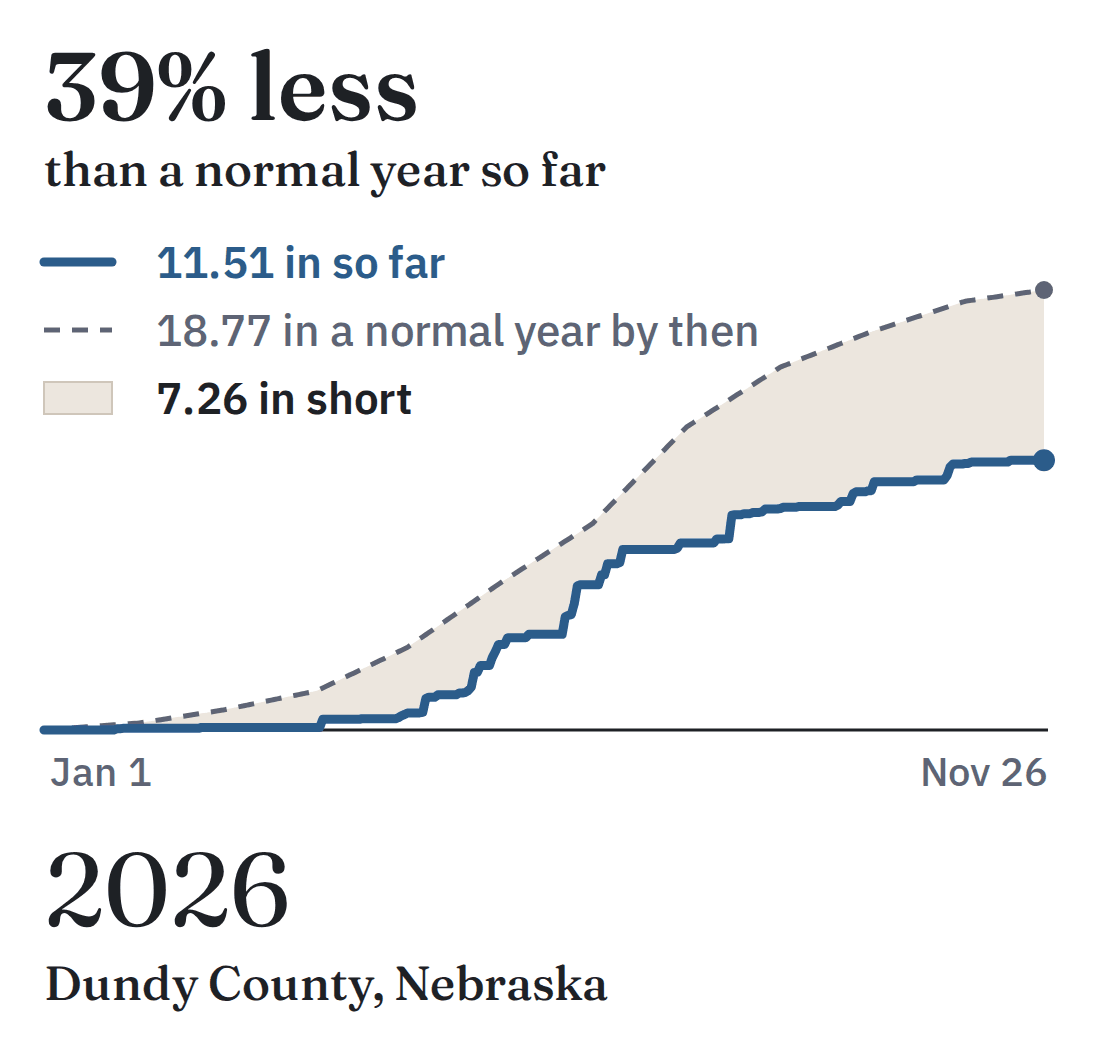 39% less
than a normal year so far
11.51 in so far
18.77 in a normal year by then
7.26 in short
Jan 1
Nov 26
2026
Dundy County, Nebraska